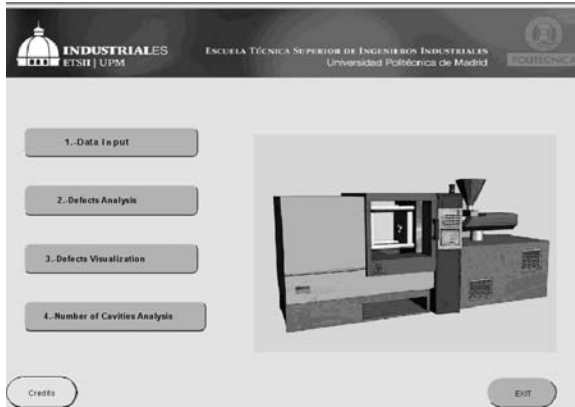 INDUSTRIALES
ETSII | UPM
ESCUELA TÉCNICA SUPERIOR DE INGENIEROS INDUSTRIALES
Universidad Politécnica de Madrid
POLITÉCNICA
1.-Data Input
2.-Defects Analysis
3.-Defects Visualization
4.-Number of Cavities Analysis
Credits
EXIT